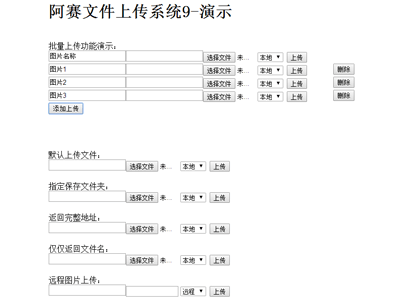 阿赛文件上传系统9-演示
批量上传功能演示：
图片名称 选择文件 未... 本地 上传
图片1 选择文件 未... 本地 上传 删除
图片2 选择文件 未... 本地 上传 删除
图片3 选择文件 未... 本地 上传 删除
添加上传
默认上传文件：
选择文件 未... 本地 上传
指定保存文件夹：
选择文件 未... 本地 上传
返回完整地址：
选择文件 未... 本地 上传
仅仅返回文件名：
选择文件 未... 本地 上传
远程图片上传：
远程 上传